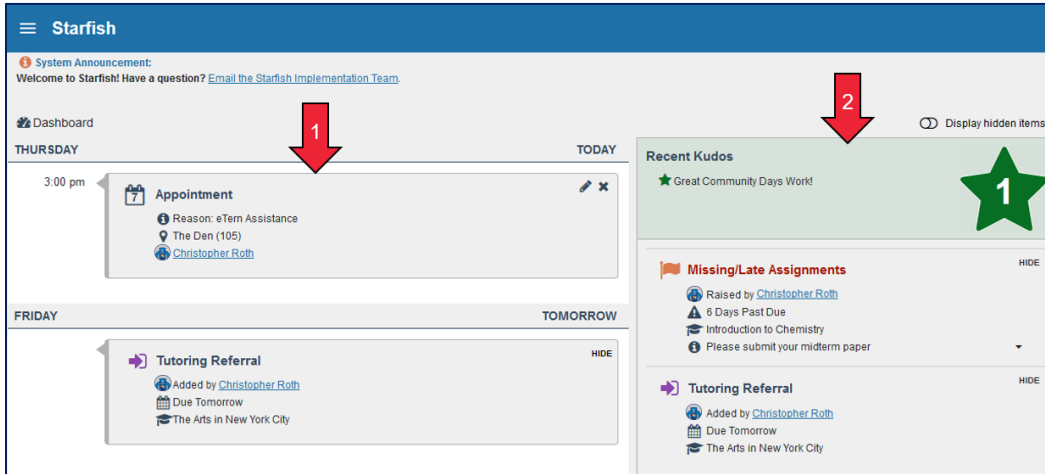 Starfish
System Announcement:
Welcome to Starfish! Have a question? Email the Starfish Implementation Team.
1
2
Dashboard
Display hidden items
THURSDAY TODAY
3:00 pm
7
Appointment
Reason: eTern Assistance
The Den (105)
Christopher Roth
FRIDAY TOMORROW
Tutoring Referral HIDE
Added by Christopher Roth
Due Tomorrow
The Arts in New York City
Recent Kudos
Great Community Days Work!
1
Missing/Late Assignments HIDE
Raised by Christopher Roth
6 Days Past Due
Introduction to Chemistry
Please submit your midterm paper
Tutoring Referral HIDE
Added by Christopher Roth
Due Tomorrow
The Arts in New York City